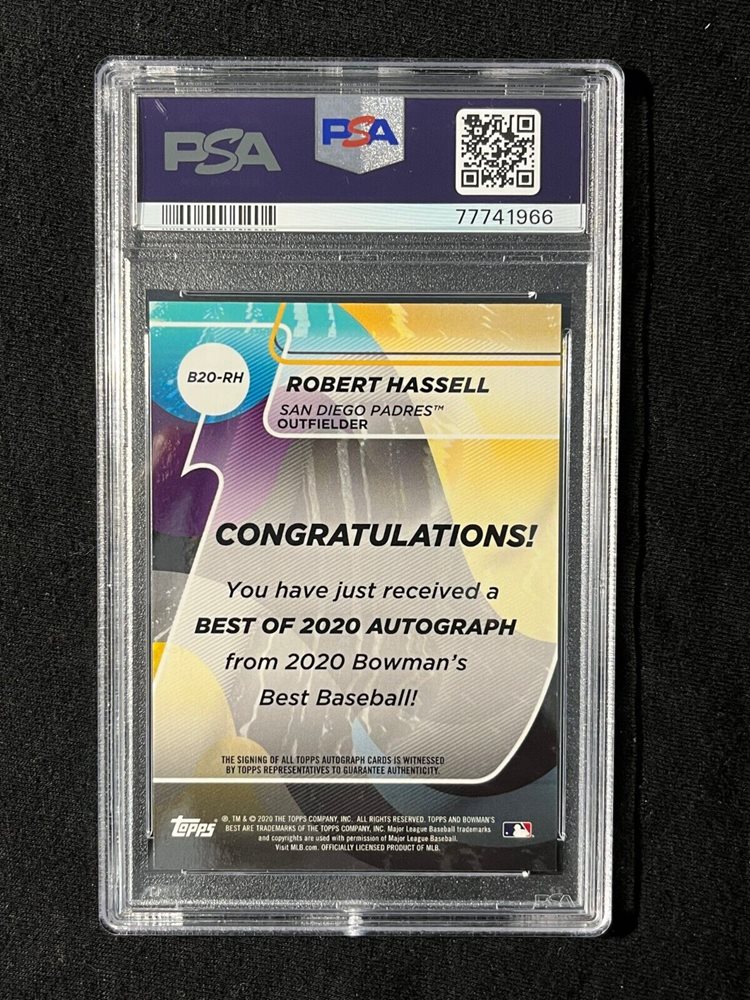 PSA PSA
77741966
B20-RH
ROBERT HASSELL
SAN DIEGO PADRES™
OUTFIELDER
CONGRATULATIONS!
You have just received a
BEST OF 2020 AUTOGRAPH
from 2020 Bowman's
Best Baseball!
THE SIGNING OF ALL TOPPS AUTOGRAPH CARDS IS WITNESSED
BY TOPPS REPRESENTATIVES TO GUARANTEE AUTHENTICITY.
Topps
®, TM & © 2020 THE TOPPS COMPANY, INC. ALL RIGHTS RESERVED. TOPPS AND BOWMAN'S
BEST ARE TRADEMARKS OF THE TOPPS COMPANY, INC. Major League Baseball trademarks
and copyrights are used with permission of Major League Baseball.
Visit MLB.com. OFFICIALLY LICENSED PRODUCT OF MLB.
PSA